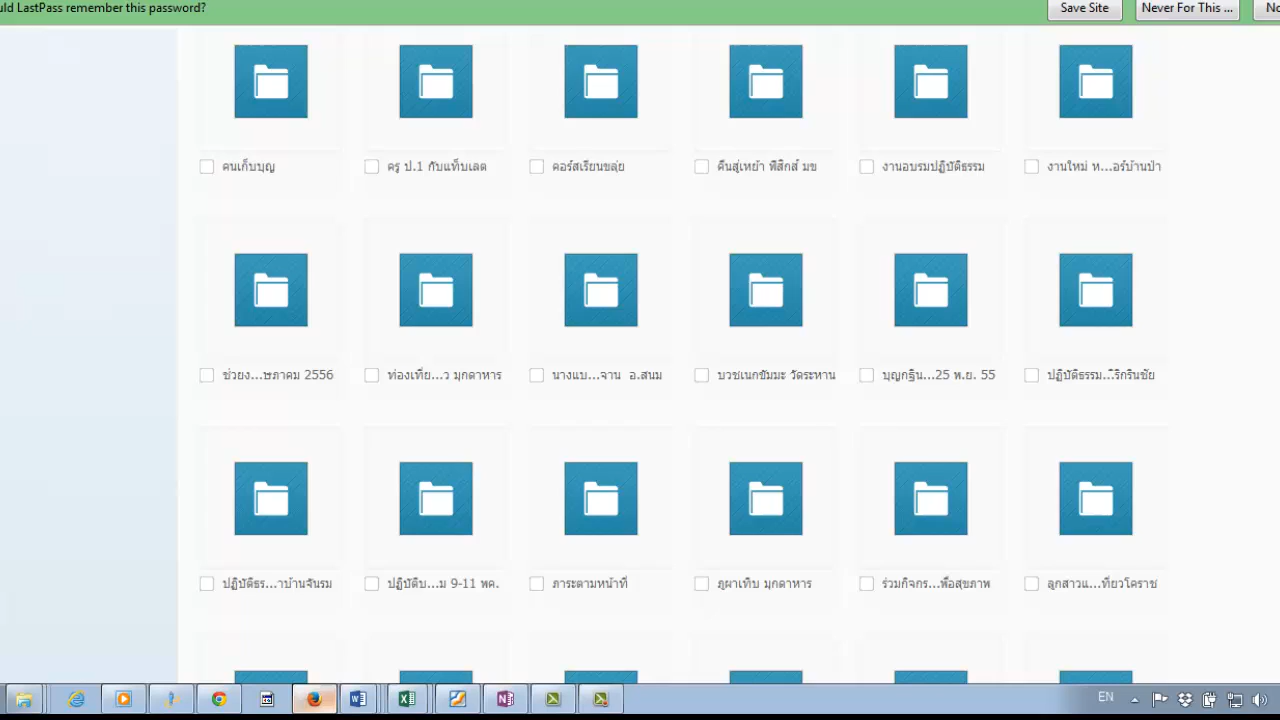 uld LastPass remember this password?
Save Site
Never For This ...
No
คนเก็บบุญ
ครู ป.1 กับแท็บเลต
คอร์สเรียนขลุ่ย
คืนสู่เหย้า ฟิสิกส์ มข
งานอบรมปฏิบัติธรรม
งานใหม่ ห...อร์บ้านป่า
ช่วยง...ษภาคม 2556
ท่องเที่ย...ว มุกดาหาร
นางแบ...จาน อ.สนม
บวชเนกขัมมะ วัดระหาน
บุญกฐิน...25 พ.ย. 55
ปฏิบัติธรรม...ิริกรินชัย
ปฏิบัติธร...าบ้านจันรม
ปฏิบัติบ...ม 9-11 พค.
ภาระตามหน้าที่
ภูผาเทิบ มุกดาหาร
ร่วมกิจกร...พื่อสุขภาพ
ลูกสาวแ...ที่ยวโคราช
EN